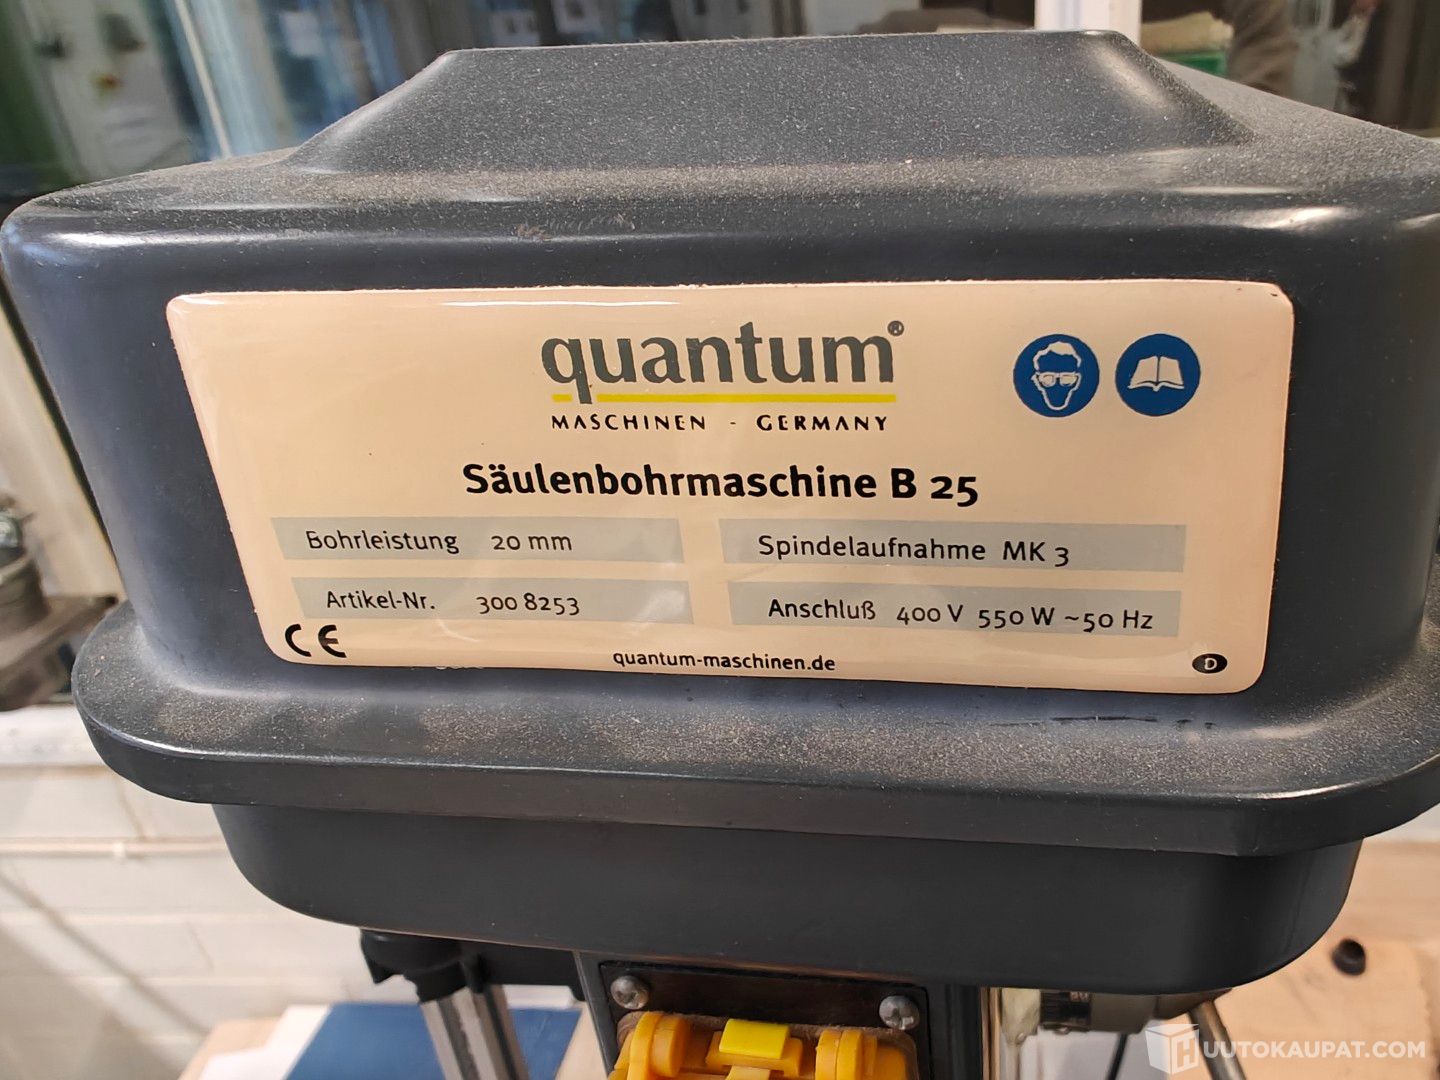 quantum®
MASCHINEN - GERMANY
Säulenbohrmaschine B 25
Bohrleistung 20 mm
Spindelaufnahme MK 3
Artikel-Nr. 300 8253
Anschluß 400 V 550 W ~50 Hz
CE
quantum-maschinen.de
D
HUUTOKAUPAT.COM